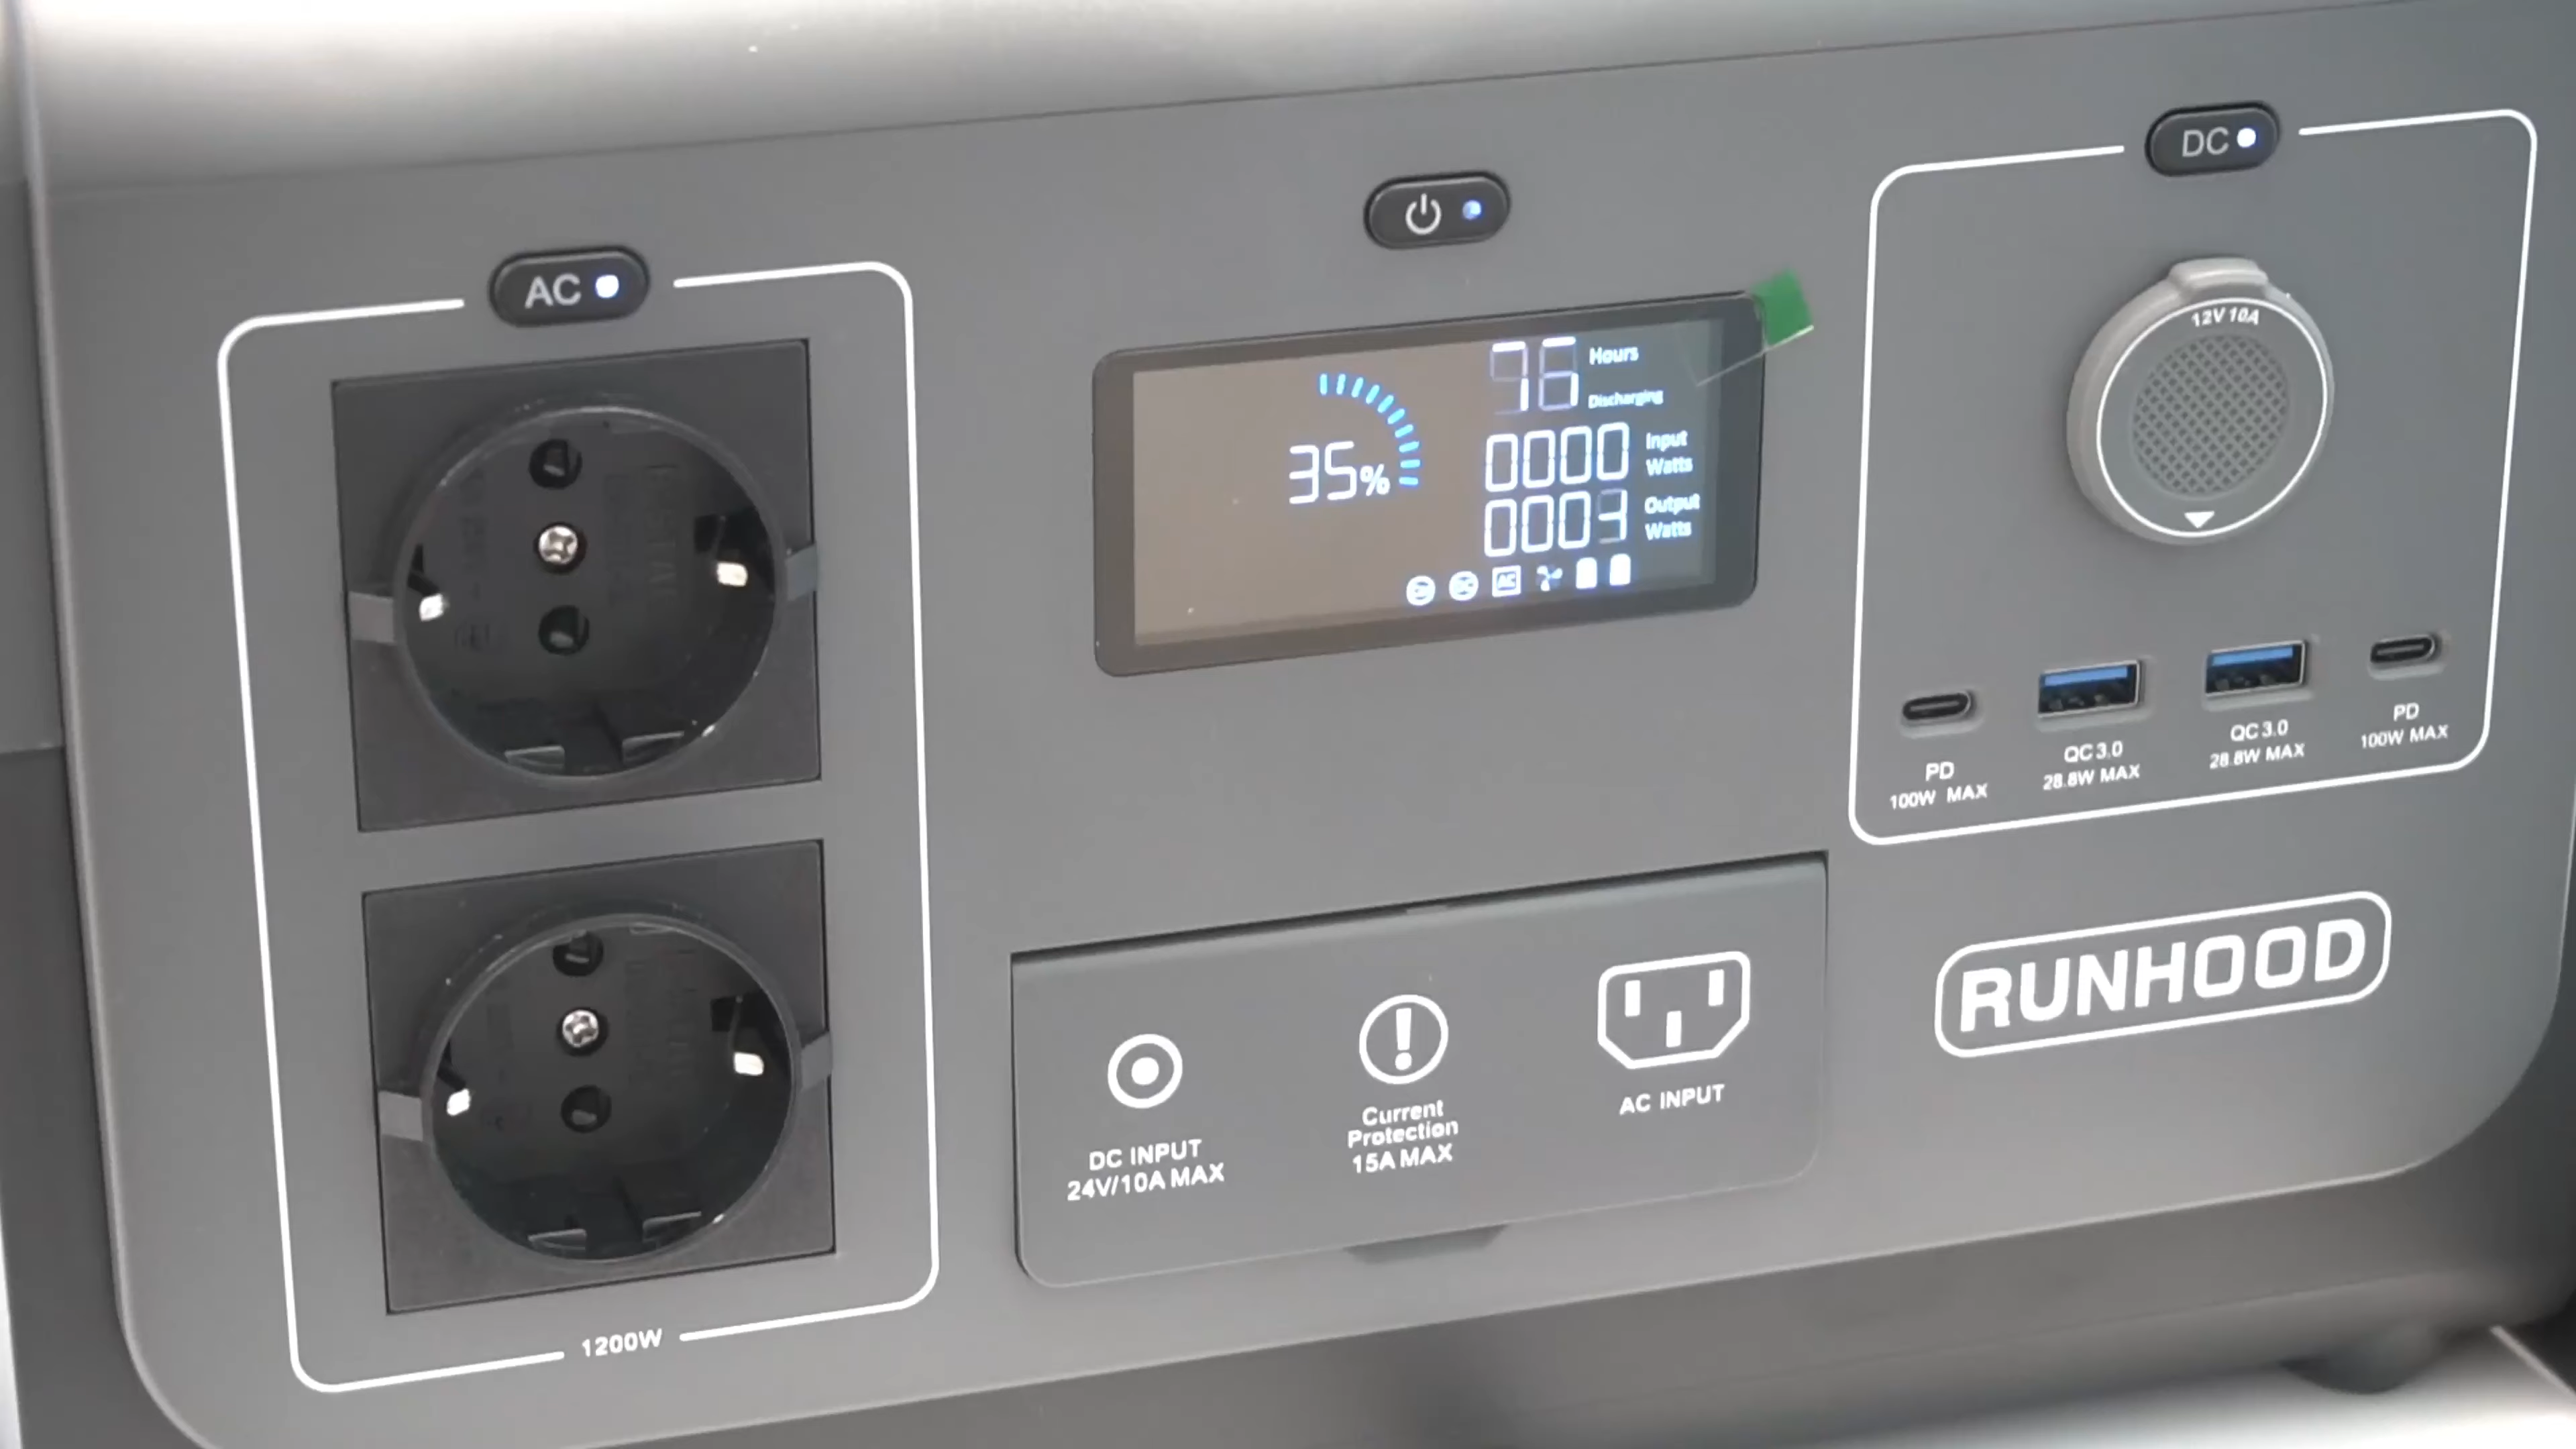 AC
1200W
35%
Hours
Discharging
0000
Input
Watts
0003
Output
Watts
AC
DC
12V 10A
PD
100W MAX
QC 3.0
28.8W MAX
QC 3.0
28.8W MAX
PD
100W MAX
DC INPUT
24V/10A MAX
Current
Protection
15A MAX
AC INPUT
RUNHOOD